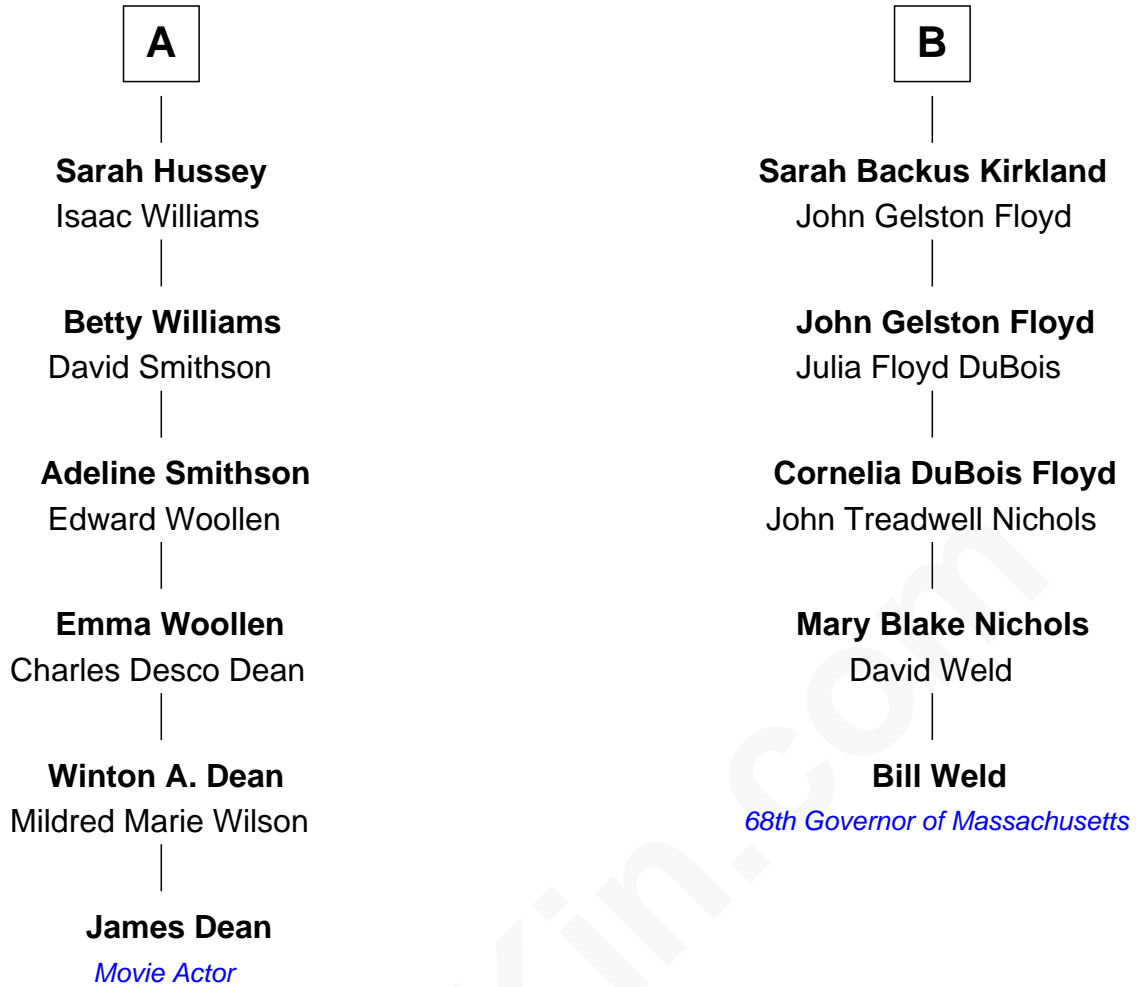 A
Sarah Hussey
Isaac Williams
Betty Williams
David Smithson
Adeline Smithson
Edward Woollen
Emma Woollen
Charles Desco Dean
Winton A. Dean
Mildred Marie Wilson
James Dean
Movie Actor
B
Sarah Backus Kirkland
John Gelston Floyd
John Gelston Floyd
Julia Floyd DuBois
Cornelia DuBois Floyd
John Treadwell Nichols
Mary Blake Nichols
David Weld
Bill Weld
68th Governor of Massachusetts
Kin.com